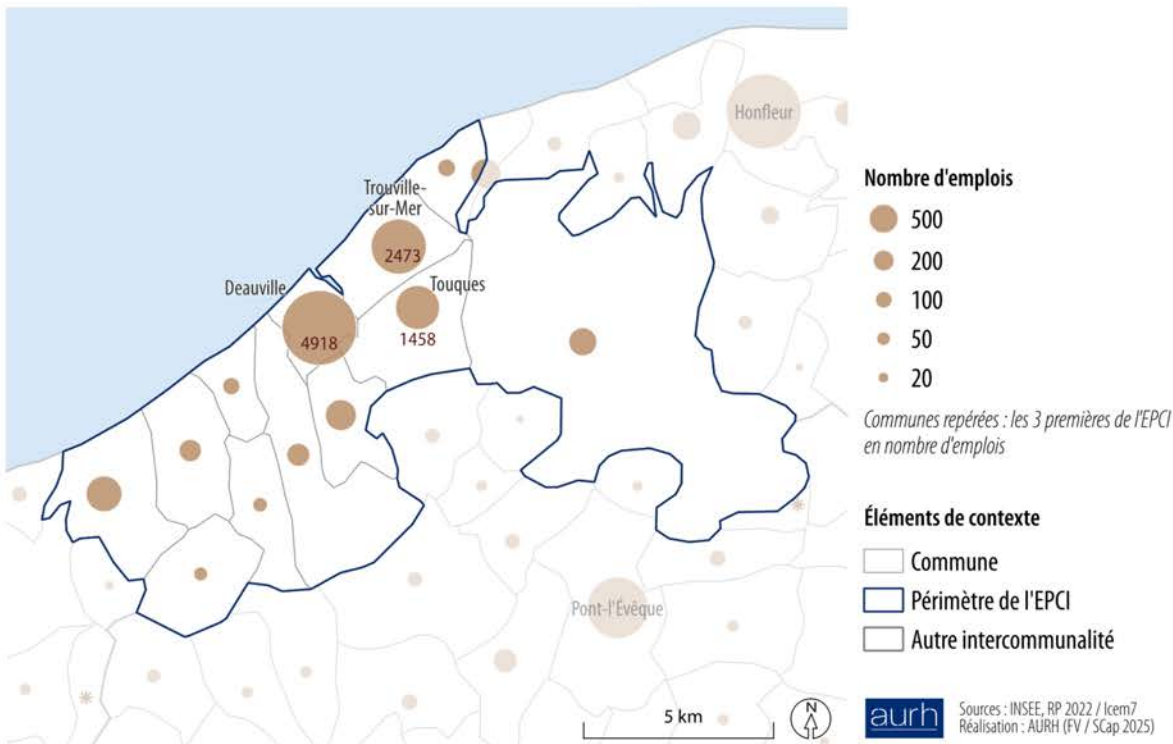 Honfleur
Trouville-
sur-Mer
2473
Deauville
Touques
4918
1458
Pont-l'Évêque
5 km
N
Nombre d'emplois
500
200
100
50
20
Communes repérées : les 3 premières de l'EPCI
en nombre d'emplois
Éléments de contexte
Commune
Périmètre de l'EPCI
Autre intercommunalité
aurh
Sources : INSEE, RP 2022 / Icem7
Réalisation : AURH (FV / SCap 2025)